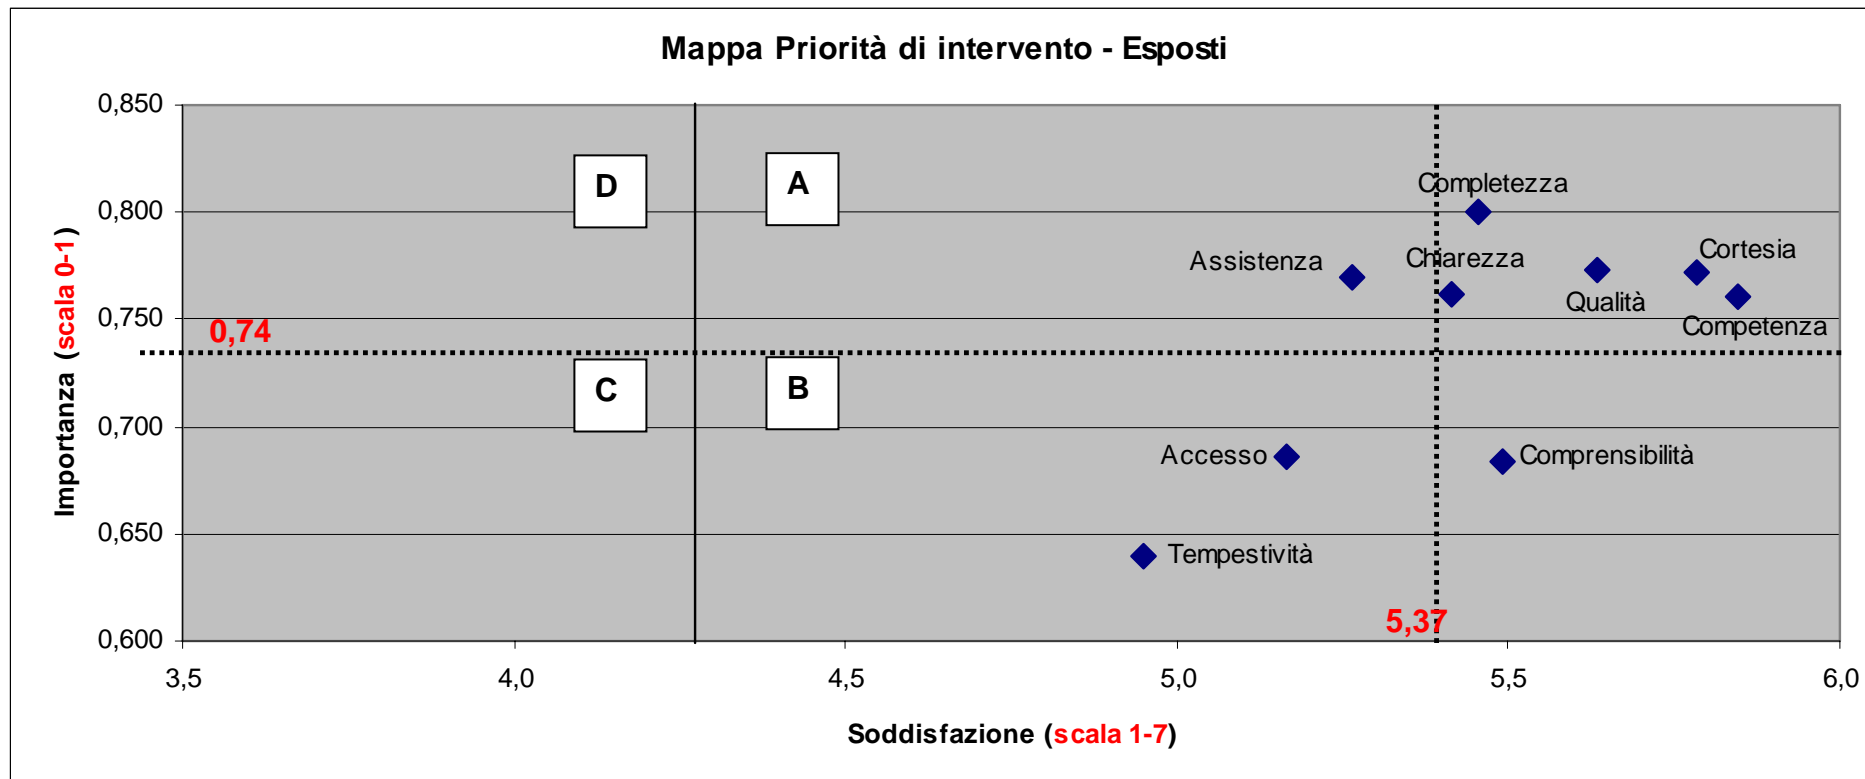 Mappa Priorità di intervento - Esposti
0,850
0,800
0,750
0,700
0,650
0,600
Importanza (scala 0-1)
D
A
C
B
0,74
5,37
Completezza
Assistenza
Chiarezza
Cortesia
Qualità
Competenza
Accesso
Comprensibilità
Tempestività
3,5
4,0
4,5
5,0
5,5
6,0
Soddisfazione (scala 1-7)